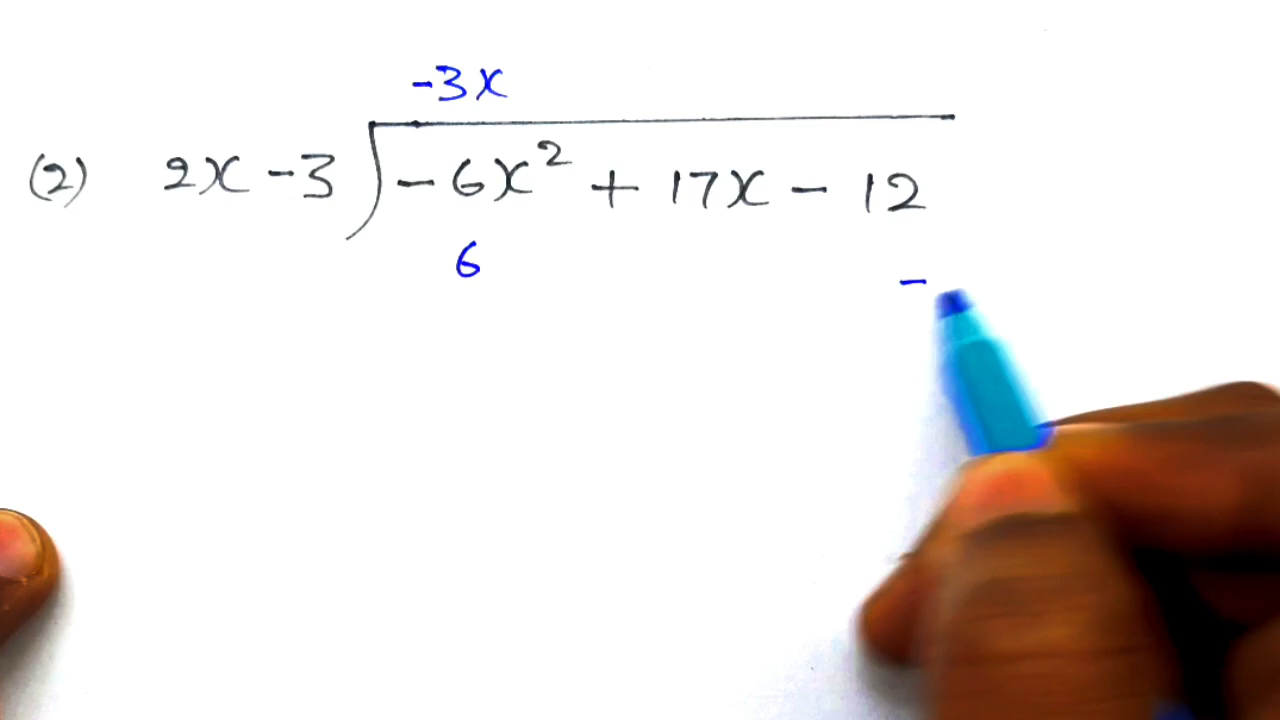 -3x
(2) 2x - 3 ) - 6x² + 17x - 12
6
-